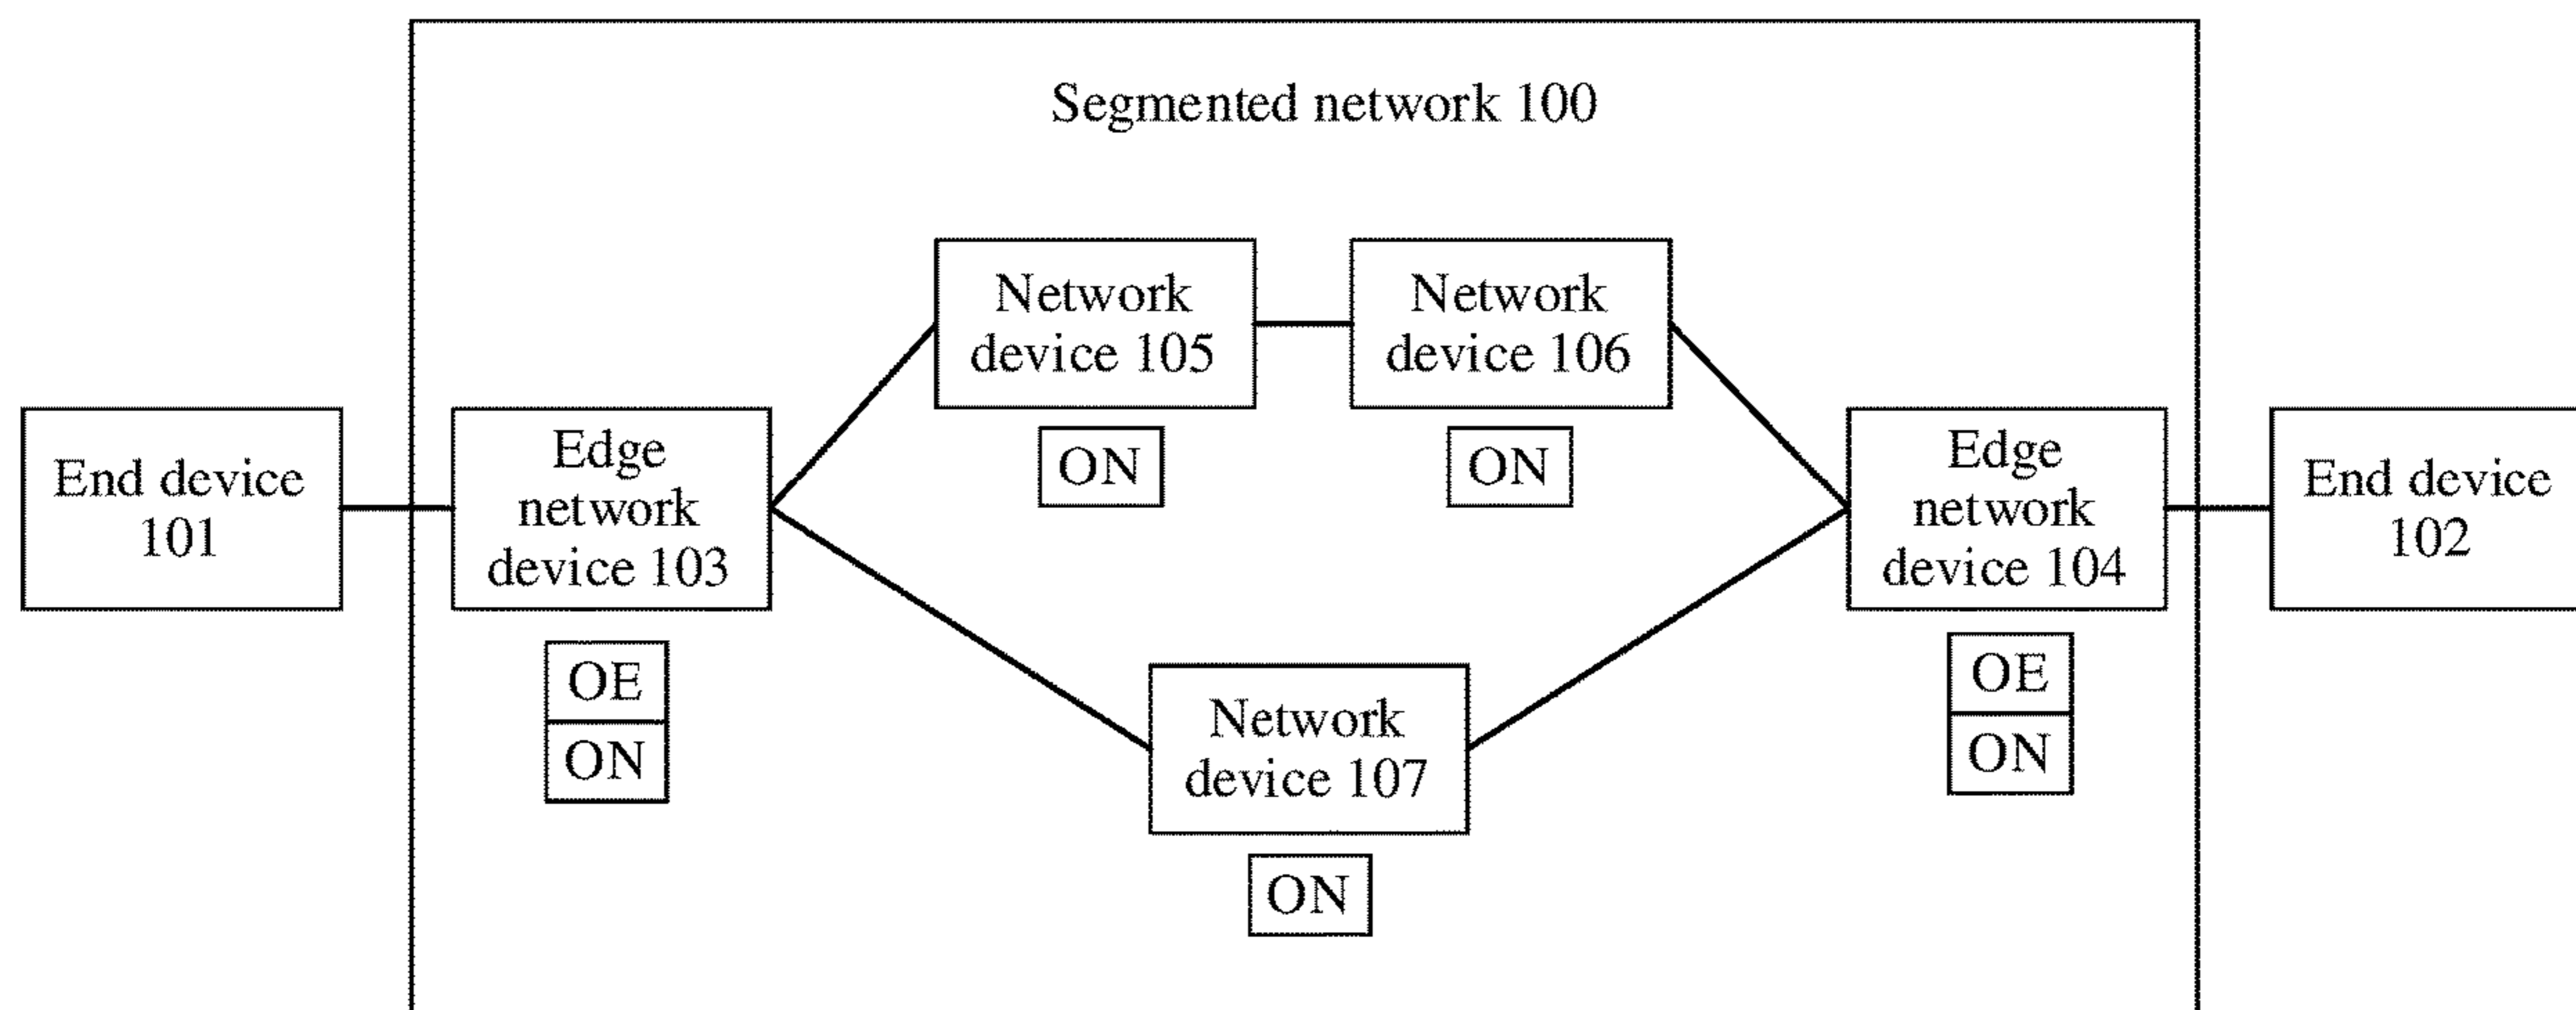 Segmented network 100
Network
device 105
Network
device 106
ON
ON
End device
101
Edge
network
device 103
OE
ON
Network
device 107
ON
Edge
network
device 104
OE
ON
End device
102